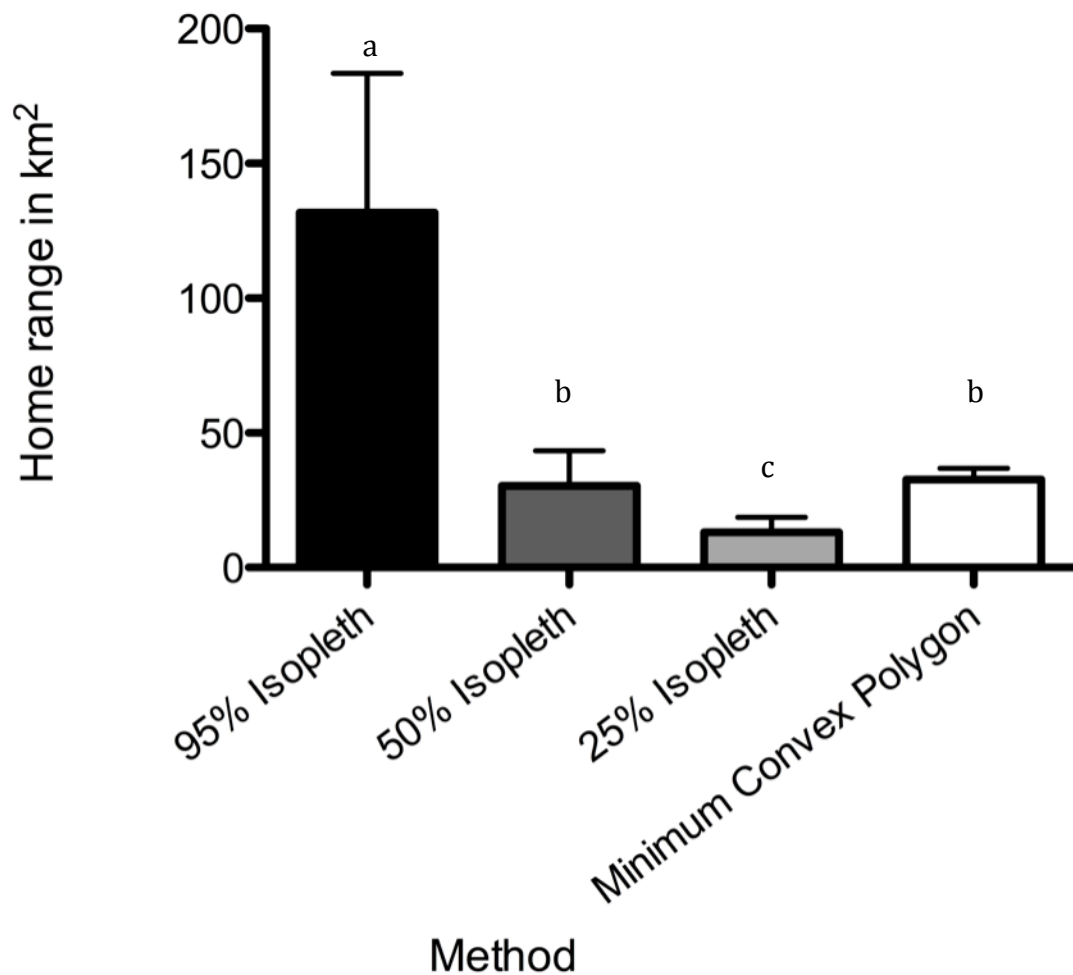 Home range in km²
200
150
100
50
0
a
b
c
b
95% Isopleth
50% Isopleth
25% Isopleth
Minimum Convex Polygon
Method